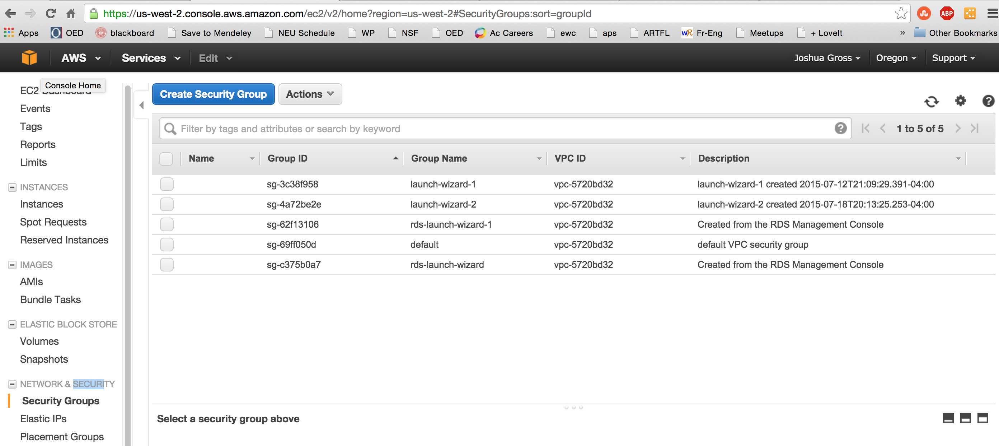 https://us-west-2.console.aws.amazon.com/ec2/v2/home?region=us-west-2#SecurityGroups:sort=groupId
ABP
Apps OED blackboard Save to Mendeley NEU Schedule WP NSF OED Ac Careers ewc aps ARTFL WR Fr-Eng Meetups + LoveIt » Other Bookmarks
AWS Services Edit Joshua Gross Oregon Support
Console Home
EC2 Dashboard
Events
Tags
Reports
Limits
INSTANCES
Instances
Spot Requests
Reserved Instances
IMAGES
AMIs
Bundle Tasks
ELASTIC BLOCK STORE
Volumes
Snapshots
NETWORK & SECURITY
Security Groups
Elastic IPs
Placement Groups
Create Security Group Actions
Filter by tags and attributes or search by keyword 1 to 5 of 5
Name Group ID Group Name VPC ID Description
sg-3c38f958 launch-wizard-1 vpc-5720bd32 launch-wizard-1 created 2015-07-12T21:09:29.391-04:00
sg-4a72be2e launch-wizard-2 vpc-5720bd32 launch-wizard-2 created 2015-07-18T20:13:25.253-04:00
sg-62f13106 rds-launch-wizard-1 vpc-5720bd32 Created from the RDS Management Console
sg-69ff050d default vpc-5720bd32 default VPC security group
sg-c375b0a7 rds-launch-wizard vpc-5720bd32 Created from the RDS Management Console
Select a security group above